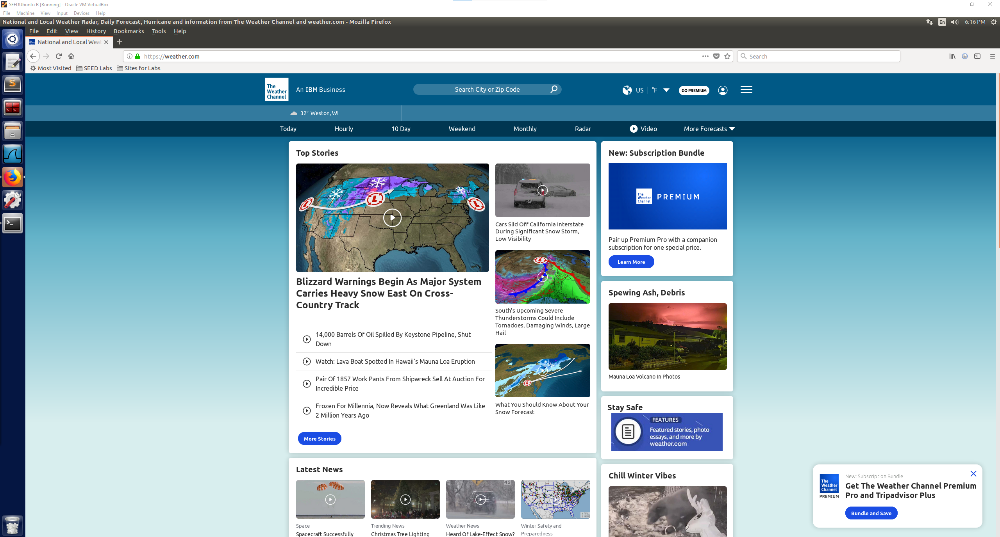 SEEDUbuntu B [Running] - Oracle VM VirtualBox
File Machine View Input Devices Help
National and Local Weather Radar, Daily Forecast, Hurricane and information from The Weather Channel and weather.com - Mozilla Firefox
En
6:16 PM
File Edit View History Bookmarks Tools Help
National and Local Weat
https://weather.com
Search
Most Visited SEED Labs Sites for Labs
The
Weather
Channel
An IBM Business
Search City or Zip Code
US
°F
GO PREMIUM
32° Weston, WI
Today Hourly 10 Day Weekend Monthly Radar Video More Forecasts
Top Stories
Blizzard Warnings Begin As Major System
Carries Heavy Snow East On Cross-
Country Track
14,000 Barrels Of Oil Spilled By Keystone Pipeline, Shut
Down
Watch: Lava Boat Spotted In Hawaii’s Mauna Loa Eruption
Pair Of 1857 Work Pants From Shipwreck Sell At Auction For
Incredible Price
Frozen For Millennia, Now Reveals What Greenland Was Like
2 Million Years Ago
More Stories
Cars Slid Off California Interstate
During Significant Snow Storm,
Low Visibility
South's Upcoming Severe
Thunderstorms Could Include
Tornadoes, Damaging Winds, Large
Hail
What You Should Know About Your
Snow Forecast
New: Subscription Bundle
The
Weather
Channel
PREMIUM
Pair up Premium Pro with a companion
subscription for one special price.
Learn More
Spewing Ash, Debris
Mauna Loa Volcano In Photos
Stay Safe
FEATURES
Featured stories, photo
essays, and more by
weather.com
Latest News
45
Space
Spacecraft Successfully
Trending News
Christmas Tree Lighting
Weather News
Heard Of Lake-Effect Snow?
Winter Safety and
Preparedness
Chill Winter Vibes
The
Weather
Channel
PREMIUM
New: Subscription Bundle
Get The Weather Channel Premium
Pro and Tripadvisor Plus
Bundle and Save